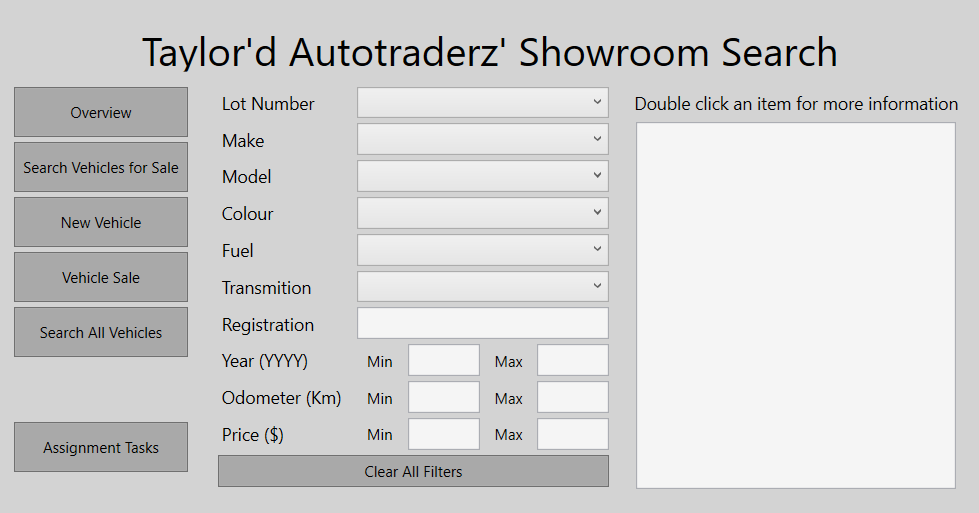 Taylor'd Autotraderz' Showroom Search
Overview
Search Vehicles for Sale
New Vehicle
Vehicle Sale
Search All Vehicles
Assignment Tasks
Lot Number
Make
Model
Colour
Fuel
Transmition
Registration
Year (YYYY) Min Max
Odometer (Km) Min Max
Price ($) Min Max
Clear All Filters
Double click an item for more information